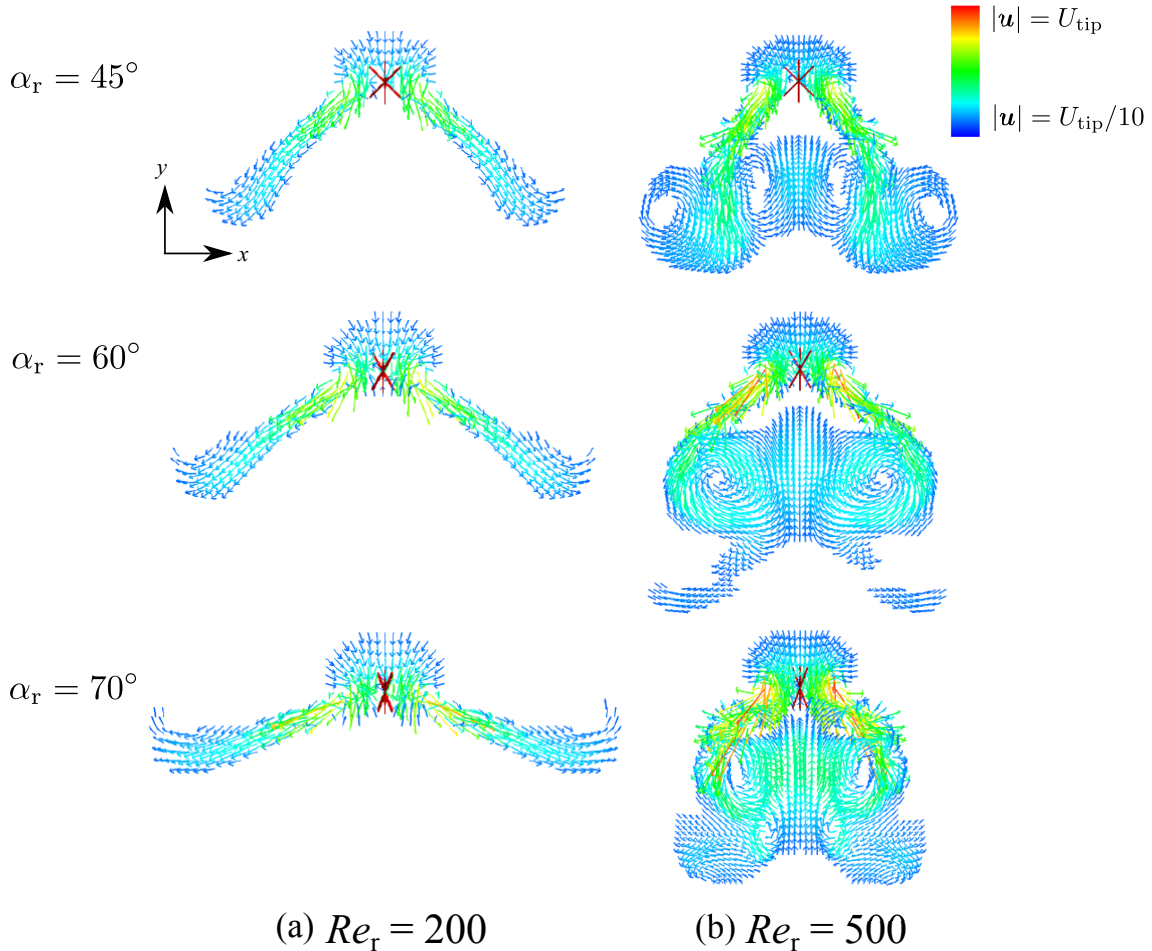 |u| = U_tip
α_r = 45°
|u| = U_tip/10
y
x
α_r = 60°
α_r = 70°
(a) Re_r = 200
(b) Re_r = 500